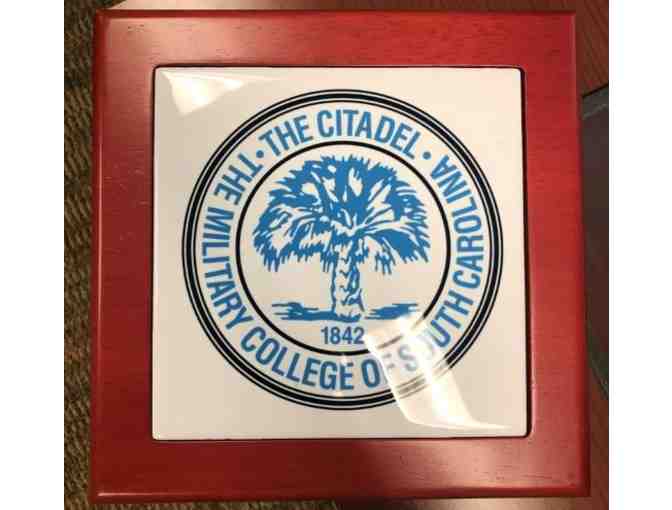 • THE CITADEL •
THE MILITARY COLLEGE OF SOUTH CAROLINA
1842